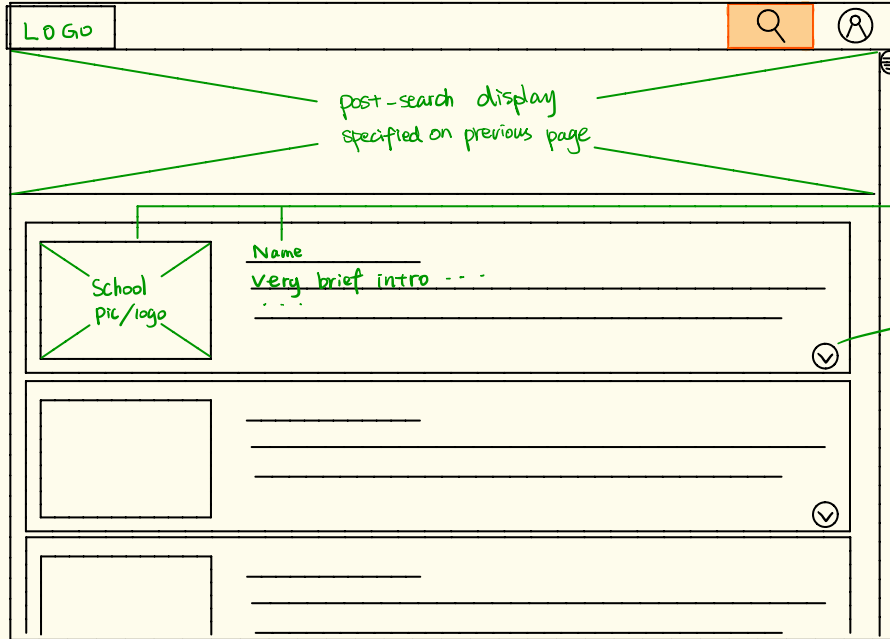 LOGO
post-search display
specified on previous page
Name
Very brief intro - - -
- - -
School
pic/logo